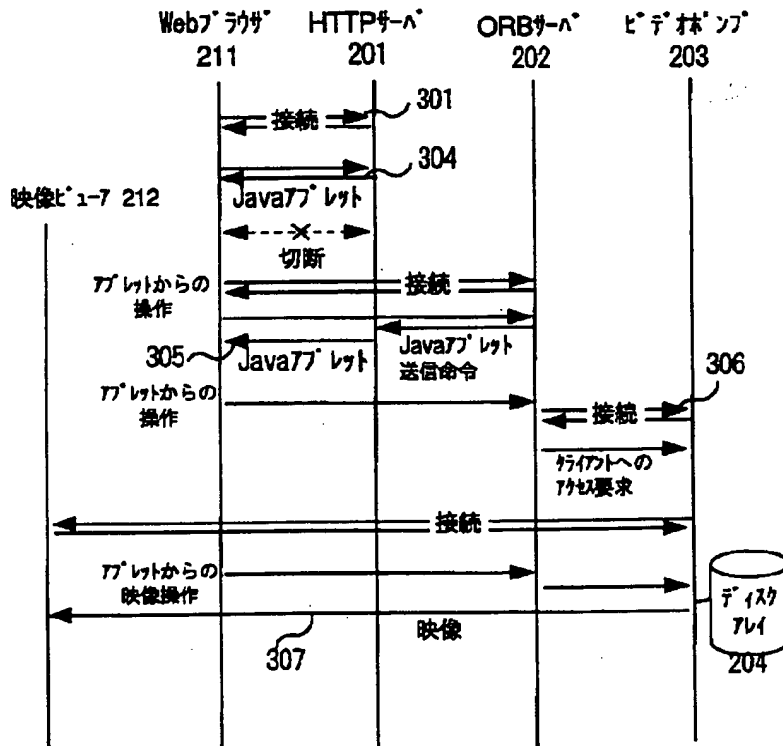 Webブラウザ HTTPサーバ ORBサーバ ビデオポンプ
211 201 202 203
接続 301
304
映像ビューア 212 Javaアプレット
切断
アプレットからの
操作
接続
305 Javaアプレット
Javaアプレット
送信命令
アプレットからの
操作
306
接続
クライアントへの
アクセス要求
接続
アプレットからの
映像操作
ディスク
アレイ
映像
307
204